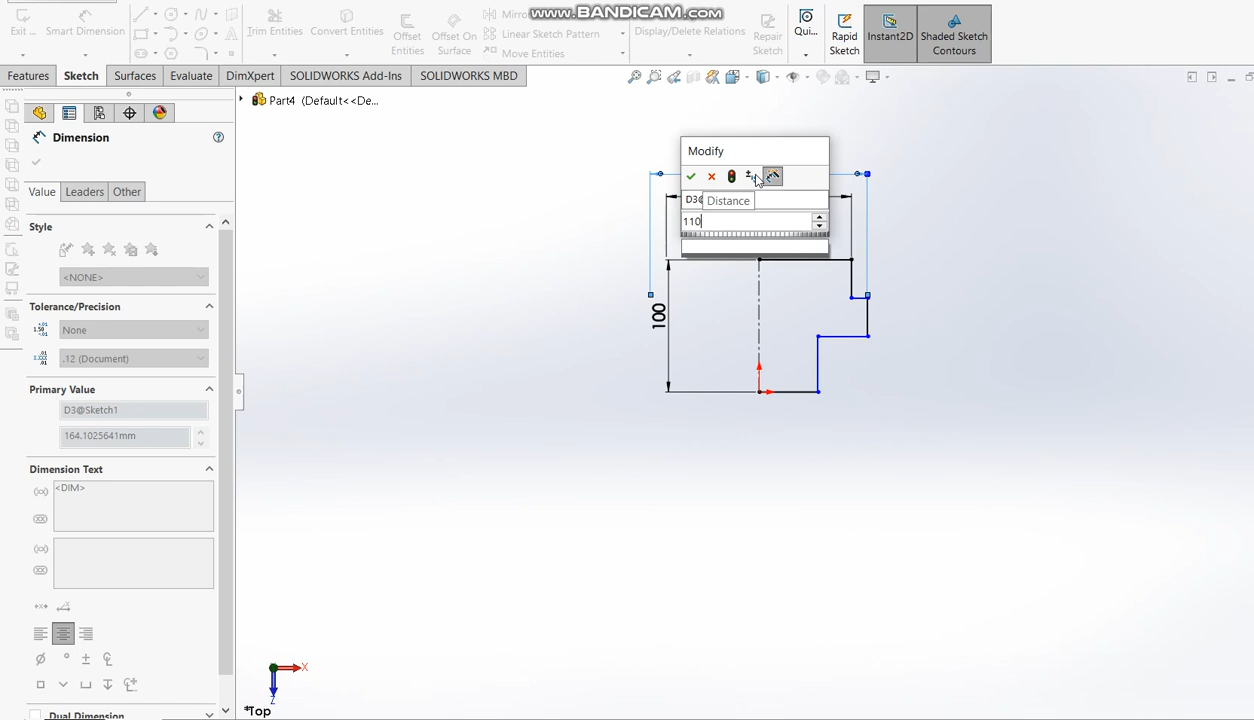 WWW.BANDICAM.COM
Exit ...
Smart Dimension
Trim Entities
Convert Entities
Offset
Entities
Offset On
Surface
Mirro
Linear Sketch Pattern
Move Entities
Display/Delete Relations
Repair
Sketch
Qui...
Rapid
Sketch
Instant2D
Shaded Sketch
Contours
Features
Sketch
Surfaces
Evaluate
DimXpert
SOLIDWORKS Add-Ins
SOLIDWORKS MBD
Part4 (Default<<De...
Dimension
Value
Leaders
Other
Style
<NONE>
Tolerance/Precision
None
.12 (Document)
Primary Value
D3@Sketch1
164.1025641mm
Dimension Text
<DIM>
Dual Dimension
Modify
D3@
Distance
110
100
X
Z
*Top